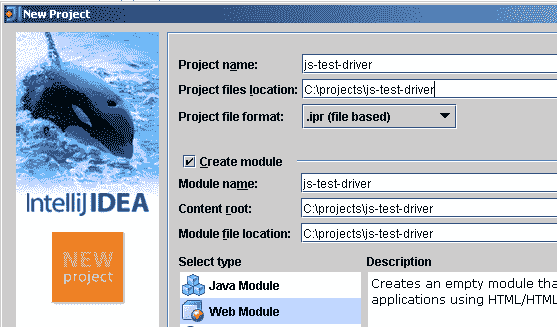 New Project
Project name: js-test-driver
Project files location: C:\projects\js-test-driver
Project file format: .ipr (file based)
Create module
Module name: js-test-driver
Content root: C:\projects\js-test-driver
Module file location: C:\projects\js-test-driver
IntelliJ IDEA
NEW
project
Select type Description
Java Module Creates an empty module tha
Web Module applications using HTML/HTML